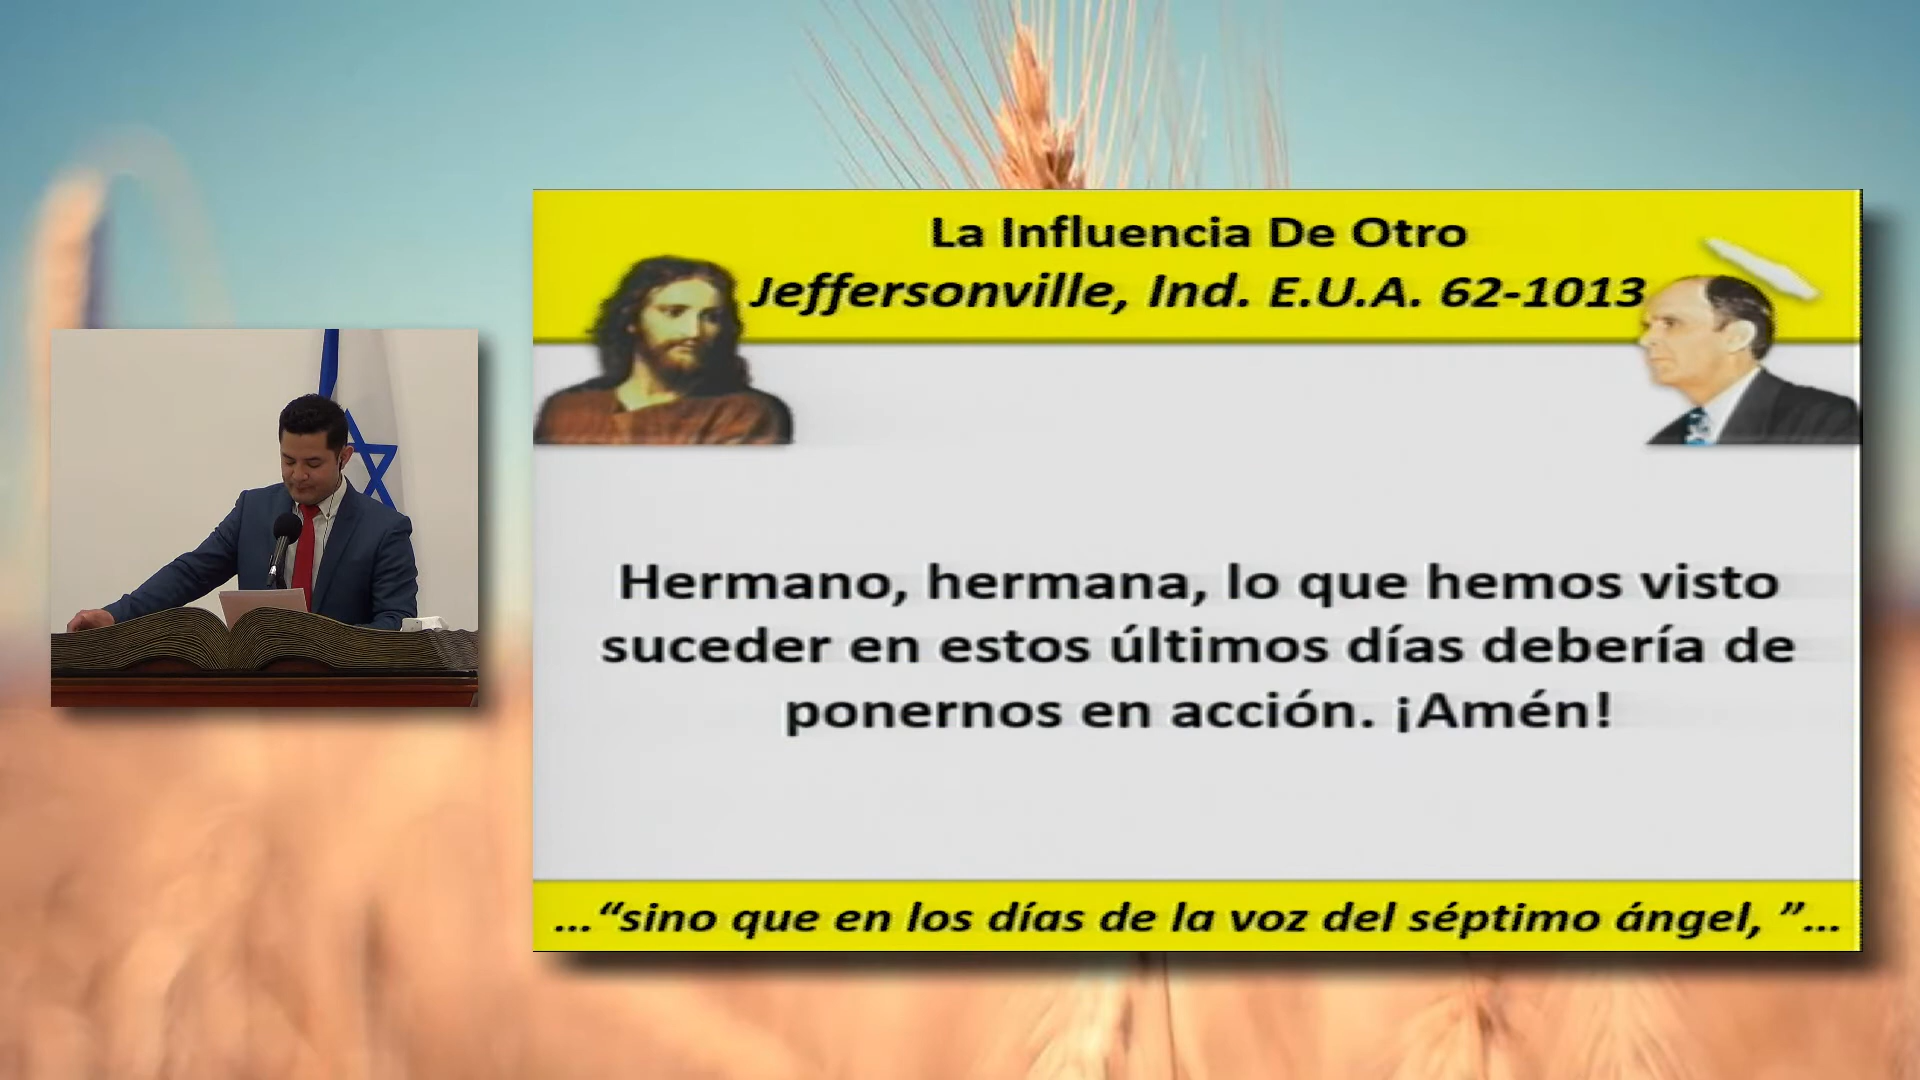 La Influencia De Otro
Jeffersonville, Ind. E.U.A. 62-1013
Hermano, hermana, lo que hemos visto
suceder en estos últimos días debería de
ponernos en acción. ¡Amén!
...“sino que en los días de la voz del séptimo ángel, ”...